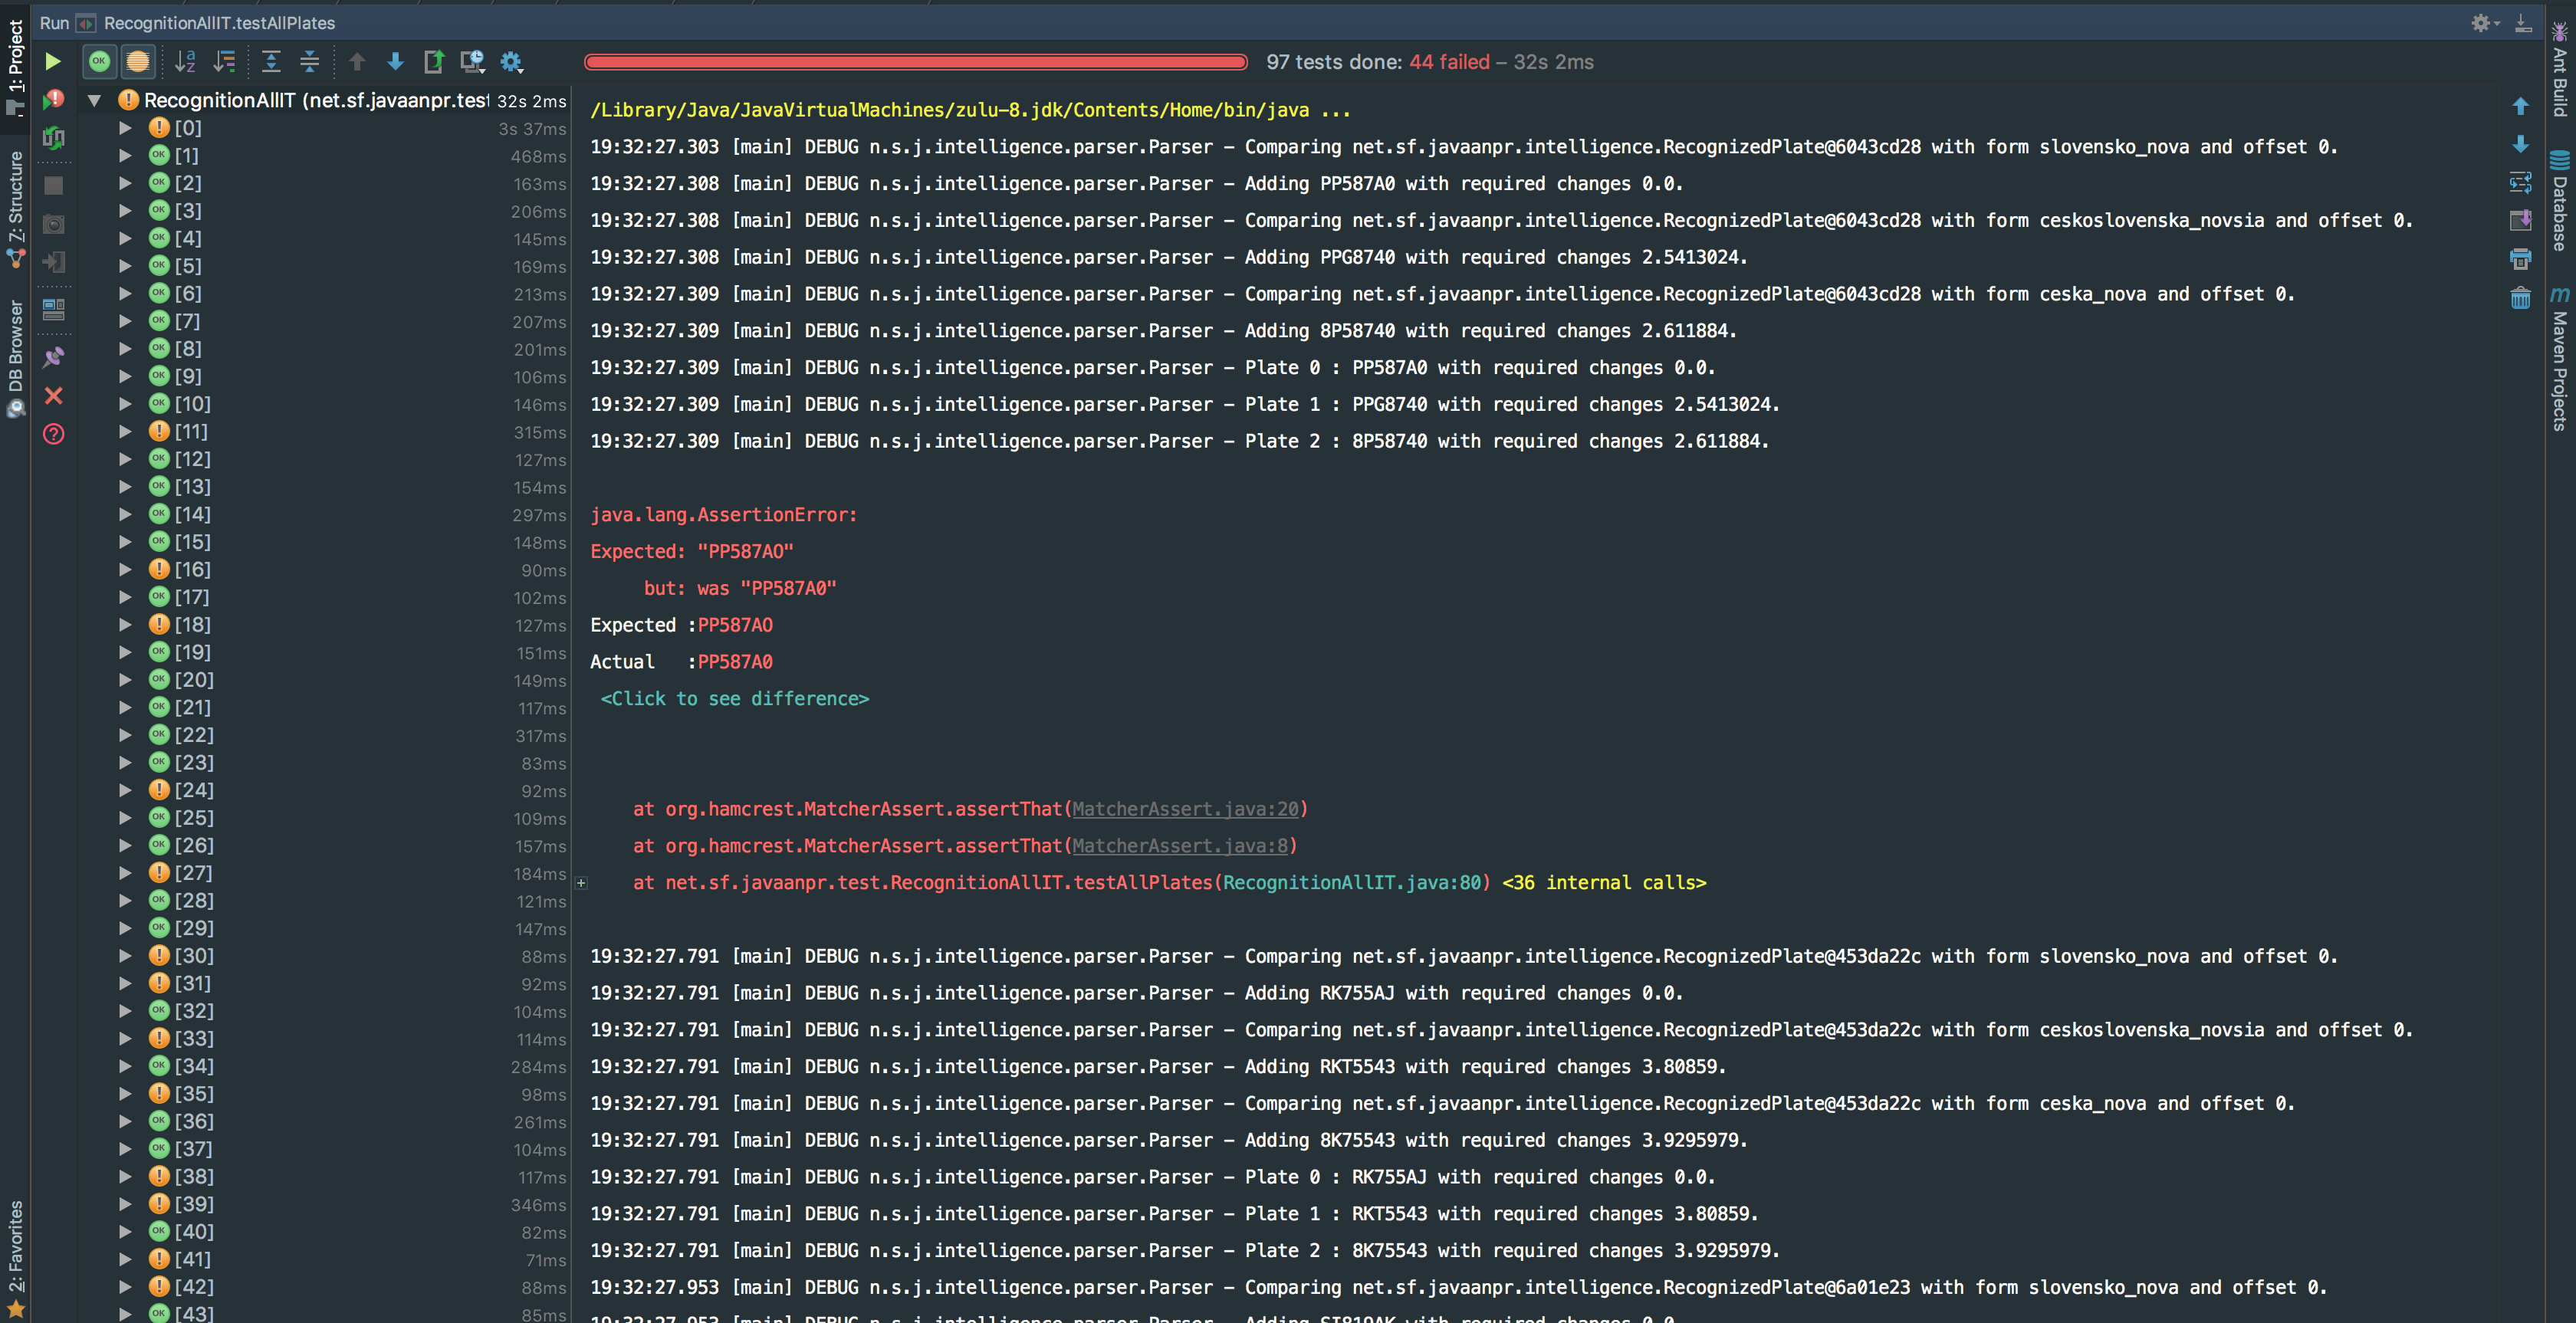 Run RecognitionAllIT.testAllPlates
97 tests done: 44 failed – 32s 2ms
1: Project
Z: Structure
DB Browser
2: Favorites
RecognitionAllIT (net.sf.javaanpr.test 32s 2ms
[0] 3s 37ms
[1] 468ms
[2] 163ms
[3] 206ms
[4] 145ms
[5] 169ms
[6] 213ms
[7] 207ms
[8] 201ms
[9] 106ms
[10] 146ms
[11] 315ms
[12] 127ms
[13] 154ms
[14] 297ms
[15] 148ms
[16] 90ms
[17] 102ms
[18] 127ms
[19] 151ms
[20] 149ms
[21] 117ms
[22] 317ms
[23] 83ms
[24] 92ms
[25] 109ms
[26] 157ms
[27] 184ms
[28] 121ms
[29] 147ms
[30] 88ms
[31] 92ms
[32] 104ms
[33] 114ms
[34] 284ms
[35] 98ms
[36] 261ms
[37] 104ms
[38] 117ms
[39] 346ms
[40] 82ms
[41] 71ms
[42] 88ms
[43] 85ms
/Library/Java/JavaVirtualMachines/zulu-8.jdk/Contents/Home/bin/java ...
19:32:27.303 [main] DEBUG n.s.j.intelligence.parser.Parser - Comparing net.sf.javaanpr.intelligence.RecognizedPlate@6043cd28 with form slovensko_nova and offset 0.
19:32:27.308 [main] DEBUG n.s.j.intelligence.parser.Parser - Adding PP587A0 with required changes 0.0.
19:32:27.308 [main] DEBUG n.s.j.intelligence.parser.Parser - Comparing net.sf.javaanpr.intelligence.RecognizedPlate@6043cd28 with form ceskoslovenska_novsia and offset 0.
19:32:27.308 [main] DEBUG n.s.j.intelligence.parser.Parser - Adding PPG8740 with required changes 2.5413024.
19:32:27.309 [main] DEBUG n.s.j.intelligence.parser.Parser - Comparing net.sf.javaanpr.intelligence.RecognizedPlate@6043cd28 with form ceska_nova and offset 0.
19:32:27.309 [main] DEBUG n.s.j.intelligence.parser.Parser - Adding 8P58740 with required changes 2.611884.
19:32:27.309 [main] DEBUG n.s.j.intelligence.parser.Parser - Plate 0 : PP587A0 with required changes 0.0.
19:32:27.309 [main] DEBUG n.s.j.intelligence.parser.Parser - Plate 1 : PPG8740 with required changes 2.5413024.
19:32:27.309 [main] DEBUG n.s.j.intelligence.parser.Parser - Plate 2 : 8P58740 with required changes 2.611884.
java.lang.AssertionError:
Expected: "PP587AO"
but: was "PP587A0"
Expected :PP587AO
Actual :PP587A0
<Click to see difference>
at org.hamcrest.MatcherAssert.assertThat(MatcherAssert.java:20)
at org.hamcrest.MatcherAssert.assertThat(MatcherAssert.java:8)
at net.sf.javaanpr.test.RecognitionAllIT.testAllPlates(RecognitionAllIT.java:80) <36 internal calls>
19:32:27.791 [main] DEBUG n.s.j.intelligence.parser.Parser - Comparing net.sf.javaanpr.intelligence.RecognizedPlate@453da22c with form slovensko_nova and offset 0.
19:32:27.791 [main] DEBUG n.s.j.intelligence.parser.Parser - Adding RK755AJ with required changes 0.0.
19:32:27.791 [main] DEBUG n.s.j.intelligence.parser.Parser - Comparing net.sf.javaanpr.intelligence.RecognizedPlate@453da22c with form ceskoslovenska_novsia and offset 0.
19:32:27.791 [main] DEBUG n.s.j.intelligence.parser.Parser - Adding RKT5543 with required changes 3.80859.
19:32:27.791 [main] DEBUG n.s.j.intelligence.parser.Parser - Comparing net.sf.javaanpr.intelligence.RecognizedPlate@453da22c with form ceska_nova and offset 0.
19:32:27.791 [main] DEBUG n.s.j.intelligence.parser.Parser - Adding 8K75543 with required changes 3.9295979.
19:32:27.791 [main] DEBUG n.s.j.intelligence.parser.Parser - Plate 0 : RK755AJ with required changes 0.0.
19:32:27.791 [main] DEBUG n.s.j.intelligence.parser.Parser - Plate 1 : RKT5543 with required changes 3.80859.
19:32:27.791 [main] DEBUG n.s.j.intelligence.parser.Parser - Plate 2 : 8K75543 with required changes 3.9295979.
19:32:27.953 [main] DEBUG n.s.j.intelligence.parser.Parser - Comparing net.sf.javaanpr.intelligence.RecognizedPlate@6a01e23 with form slovensko_nova and offset 0.
19:32:27.953 [main] DEBUG n.s.j.intelligence.parser.Parser - Adding SI819AK with required changes 0.0
Ant Build
Database
Maven Projects